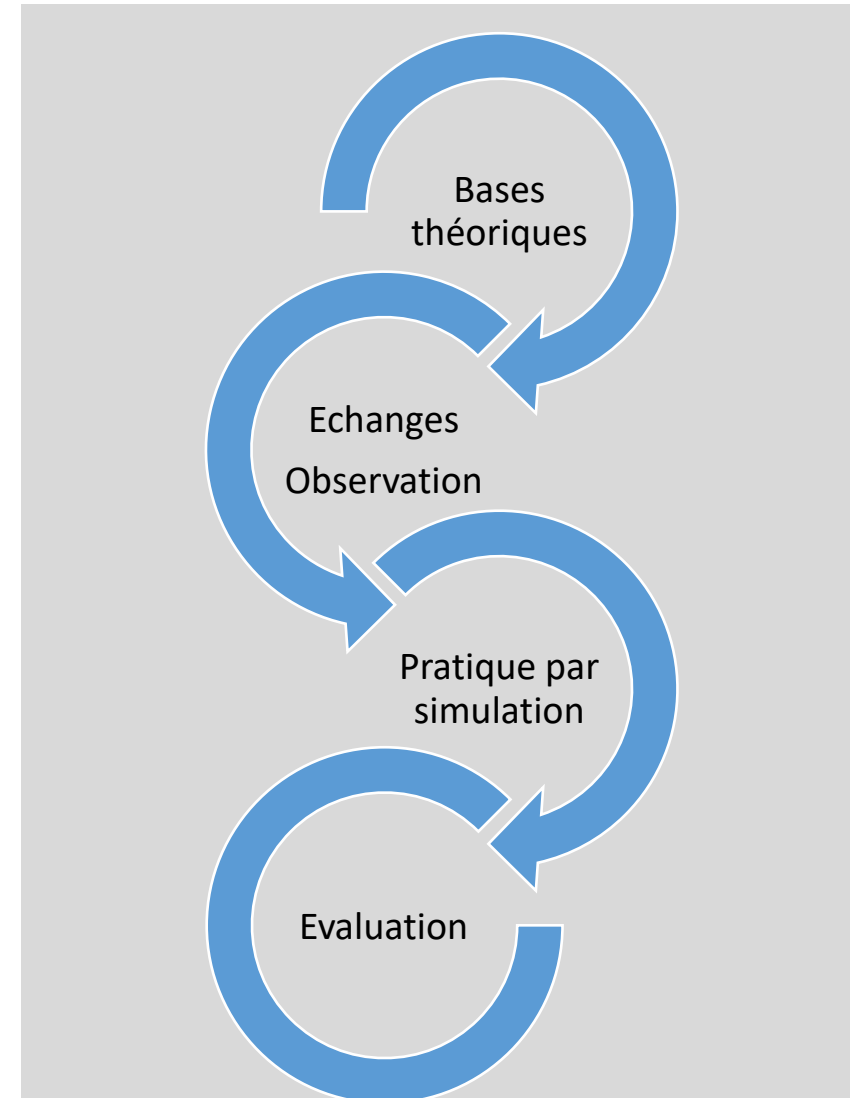 Bases
théoriques
Echanges
Observation
Pratique par
simulation
Evaluation